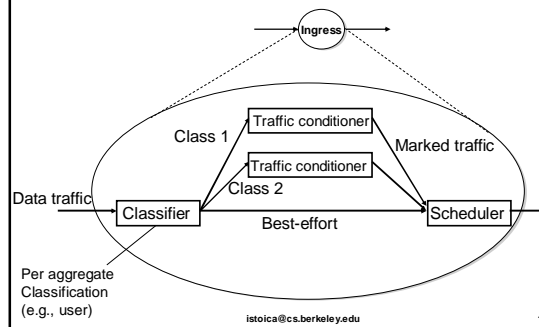 Ingress
Traffic conditioner
Class 1
Marked traffic
Traffic conditioner
Class 2
Data traffic
Classifier
Scheduler
Best-effort
Per aggregate
Classification
(e.g., user)
istoica@cs.berkeley.edu